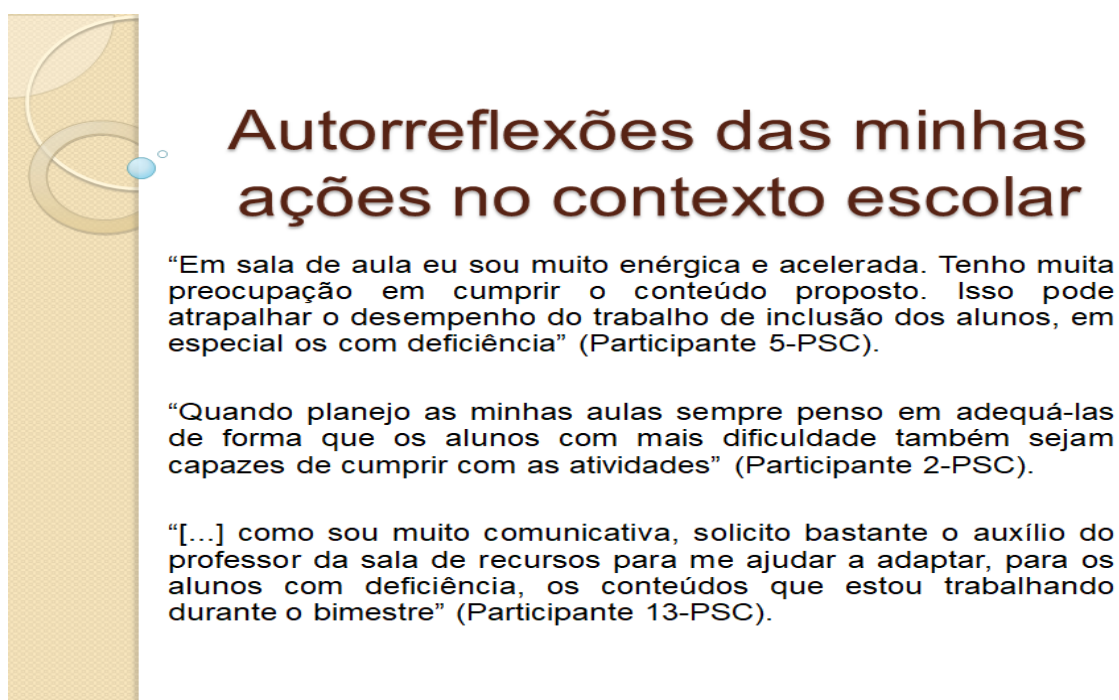 Autorreflexões das minhas
ações no contexto escolar
“Em sala de aula eu sou muito enérgica e acelerada. Tenho muita
preocupação em cumprir o conteúdo proposto. Isso pode
atrapalhar o desempenho do trabalho de inclusão dos alunos, em
especial os com deficiência” (Participante 5-PSC).
“Quando planejo as minhas aulas sempre penso em adequá-las
de forma que os alunos com mais dificuldade também sejam
capazes de cumprir com as atividades” (Participante 2-PSC).
“[...] como sou muito comunicativa, solicito bastante o auxílio do
professor da sala de recursos para me ajudar a adaptar, para os
alunos com deficiência, os conteúdos que estou trabalhando
durante o bimestre” (Participante 13-PSC).